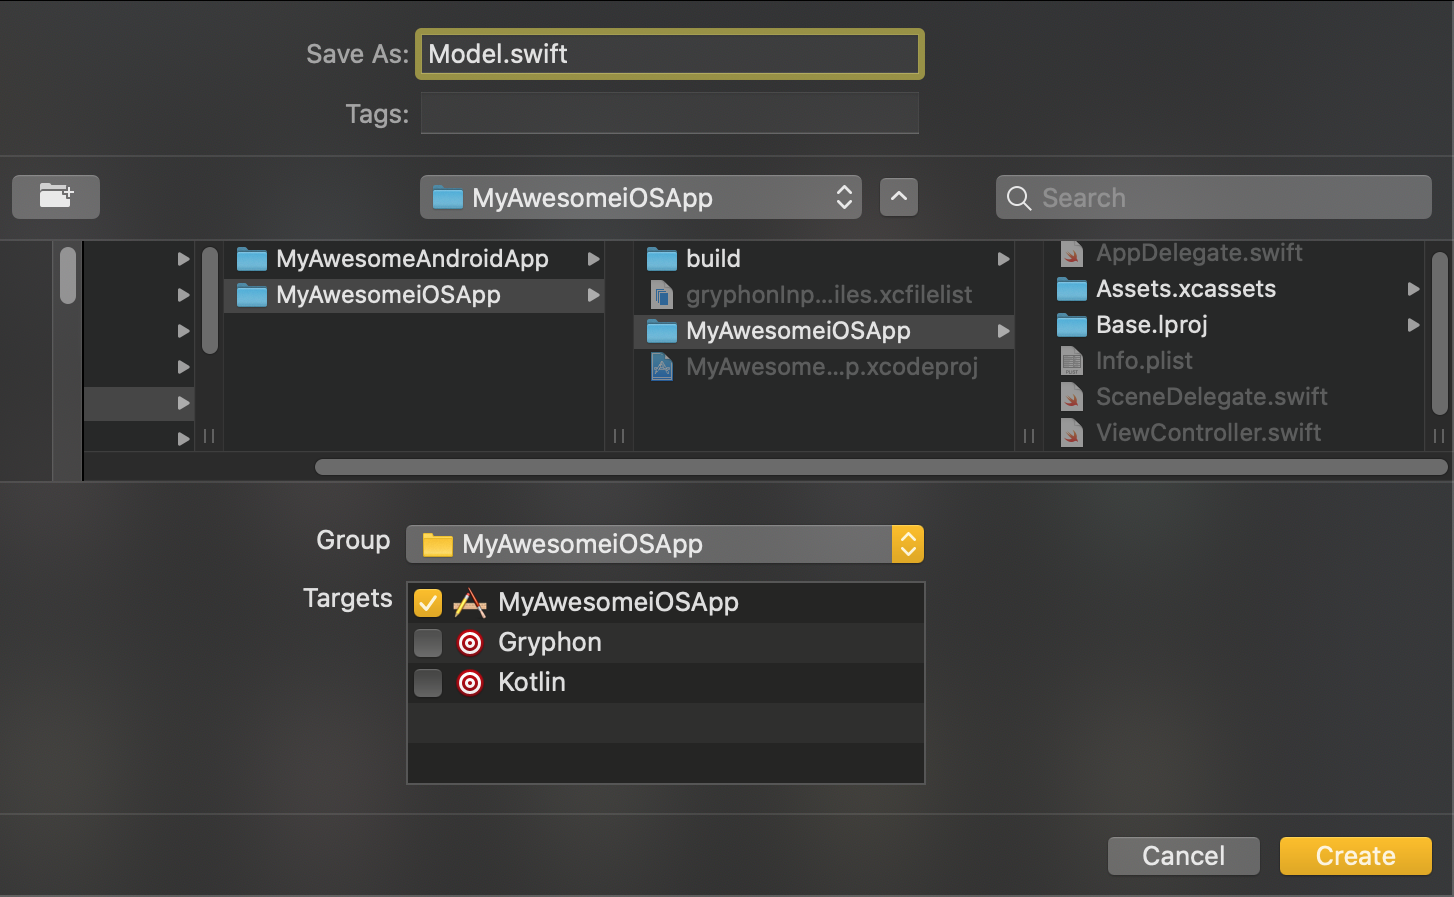 Save As: Model.swift
Tags:
MyAwesomeiOSApp
Search
MyAwesomeAndroidApp
MyAwesomeiOSApp
build
gryphonInp...iles.xcfilelist
MyAwesomeiOSApp
MyAwesome...p.xcodeproj
AppDelegate.swift
Assets.xcassets
Base.lproj
Info.plist
SceneDelegate.swift
ViewController.swift
Group MyAwesomeiOSApp
Targets MyAwesomeiOSApp
Gryphon
Kotlin
Cancel Create